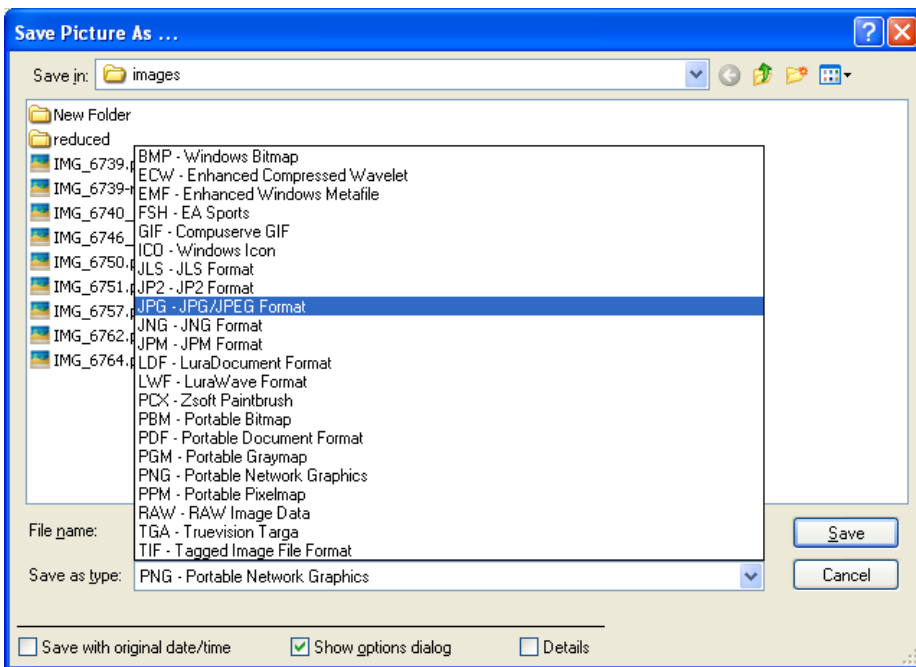 Save Picture As ...
Save in: images
New Folder
reduced
IMG_6739.p
IMG_6739-r
IMG_6740_
IMG_6746_
IMG_6750.p
IMG_6751.p
IMG_6757.p
IMG_6762.p
IMG_6764.p
BMP - Windows Bitmap
ECW - Enhanced Compressed Wavelet
EMF - Enhanced Windows Metafile
FSH - EA Sports
GIF - Compuserve GIF
ICO - Windows Icon
JLS - JLS Format
JP2 - JP2 Format
JPG - JPG/JPEG Format
JNG - JNG Format
JPM - JPM Format
LDF - LuraDocument Format
LWF - LuraWave Format
PCX - Zsoft Paintbrush
PBM - Portable Bitmap
PDF - Portable Document Format
PGM - Portable Graymap
PNG - Portable Network Graphics
PPM - Portable Pixelmap
RAW - RAW Image Data
TGA - Truevision Targa
TIF - Tagged Image File Format
File name:
Save
Save as type: PNG - Portable Network Graphics
Cancel
Save with original date/time Show options dialog Details